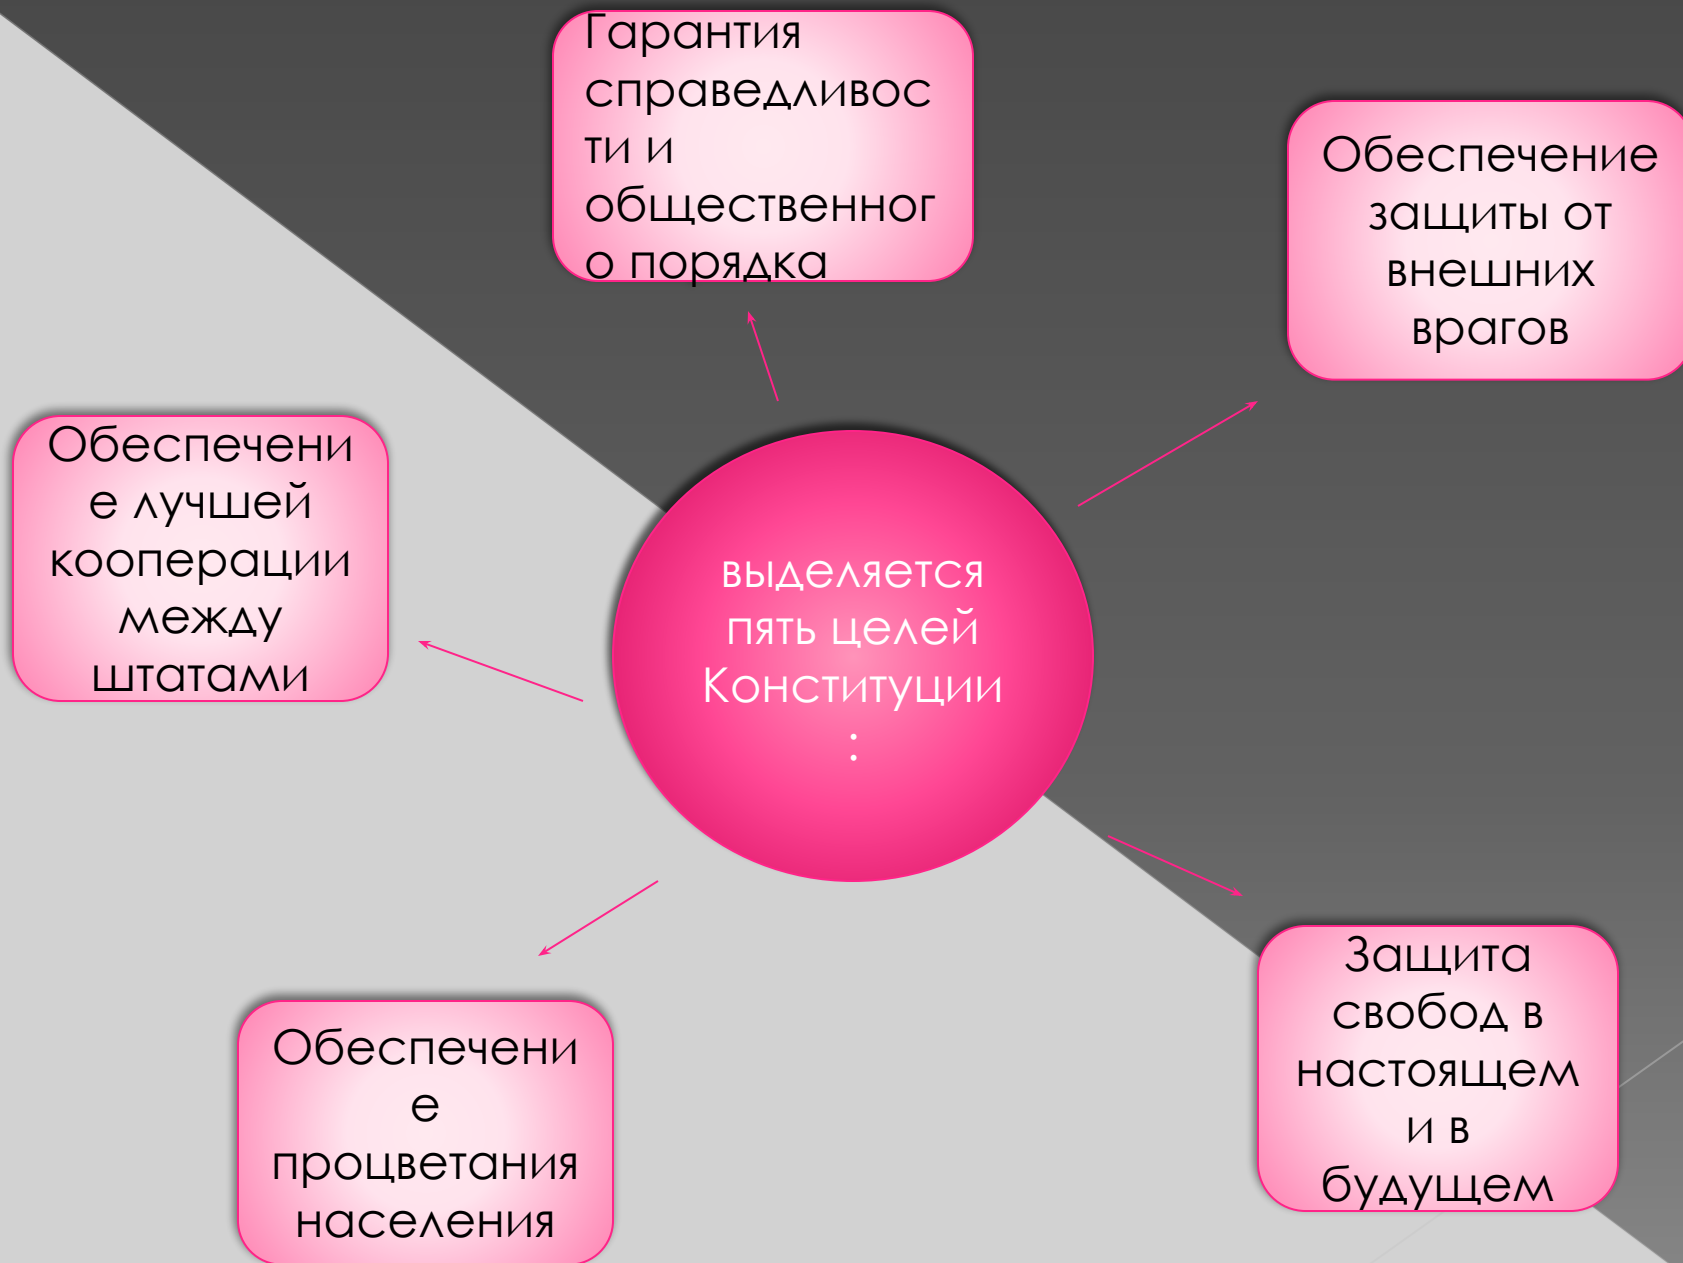 Гарантия
справедливос
ти и
общественног
о порядка
Обеспечение
защиты от
внешних
врагов
Обеспечени
е лучшей
кооперации
между
штатами
выделяется
пять целей
Конституции
:
Обеспечени
е
процветания
населения
Защита
свобод в
настоящем
и в
будущем